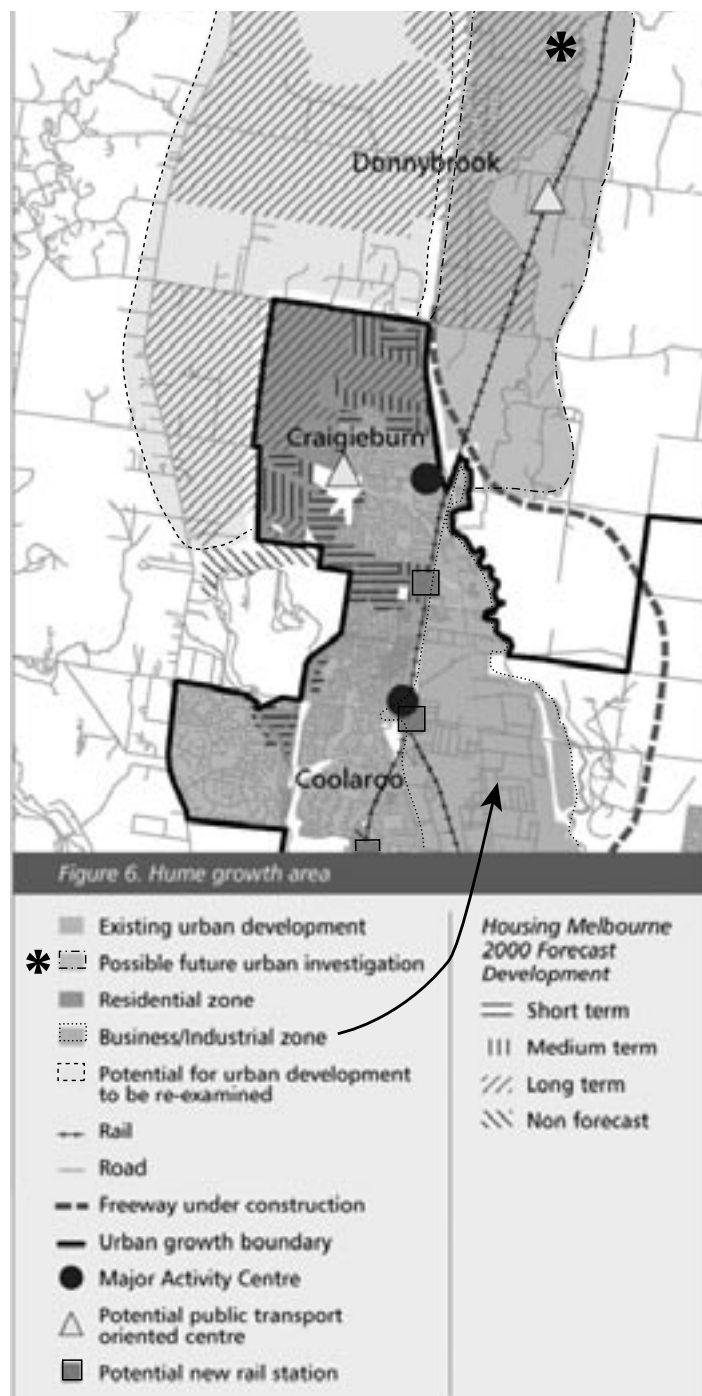 Donnybrook
Craigieburn
Coolaroo
Figure 6. Hume growth area
Existing urban development
Possible future urban investigation
Residential zone
Business/Industrial zone
Potential for urban development
to be re-examined
Rail
Road
Freeway under construction
Urban growth boundary
Major Activity Centre
Potential public transport
oriented centre
Potential new rail station
Housing Melbourne
2000 Forecast
Development
Short term
Medium term
Long term
Non forecast